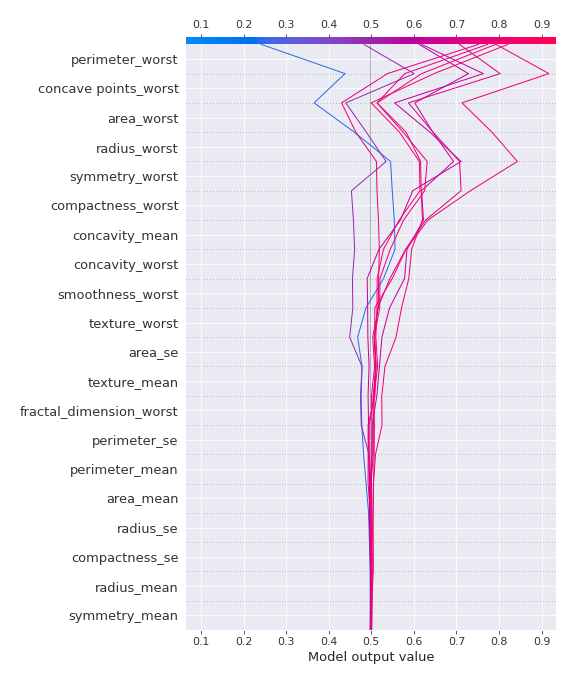 0.1 0.2 0.3 0.4 0.5 0.6 0.7 0.8 0.9
perimeter_worst
concave points_worst
area_worst
radius_worst
symmetry_worst
compactness_worst
concavity_mean
concavity_worst
smoothness_worst
texture_worst
area_se
texture_mean
fractal_dimension_worst
perimeter_se
perimeter_mean
area_mean
radius_se
compactness_se
radius_mean
symmetry_mean
0.1 0.2 0.3 0.4 0.5 0.6 0.7 0.8 0.9
Model output value